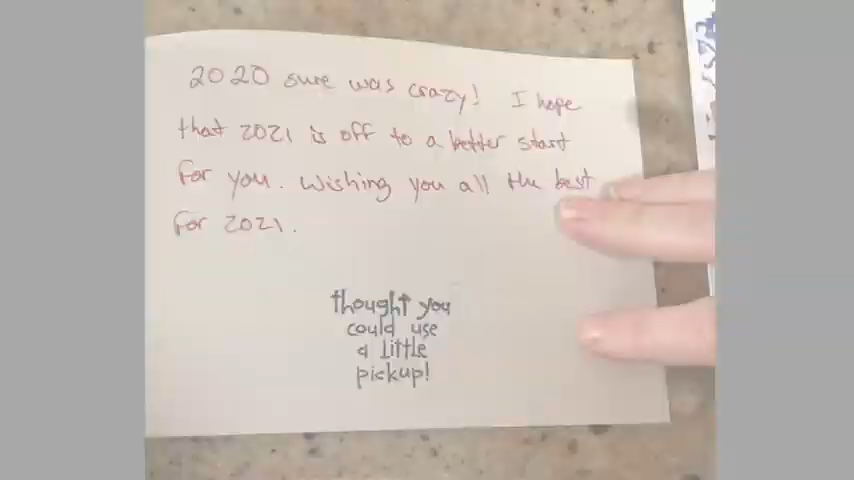 2020 sure was crazy! I hope
that 2021 is off to a better start
for you. Wishing you all the best
for 2021.
thought you
could use
a little
pickup!